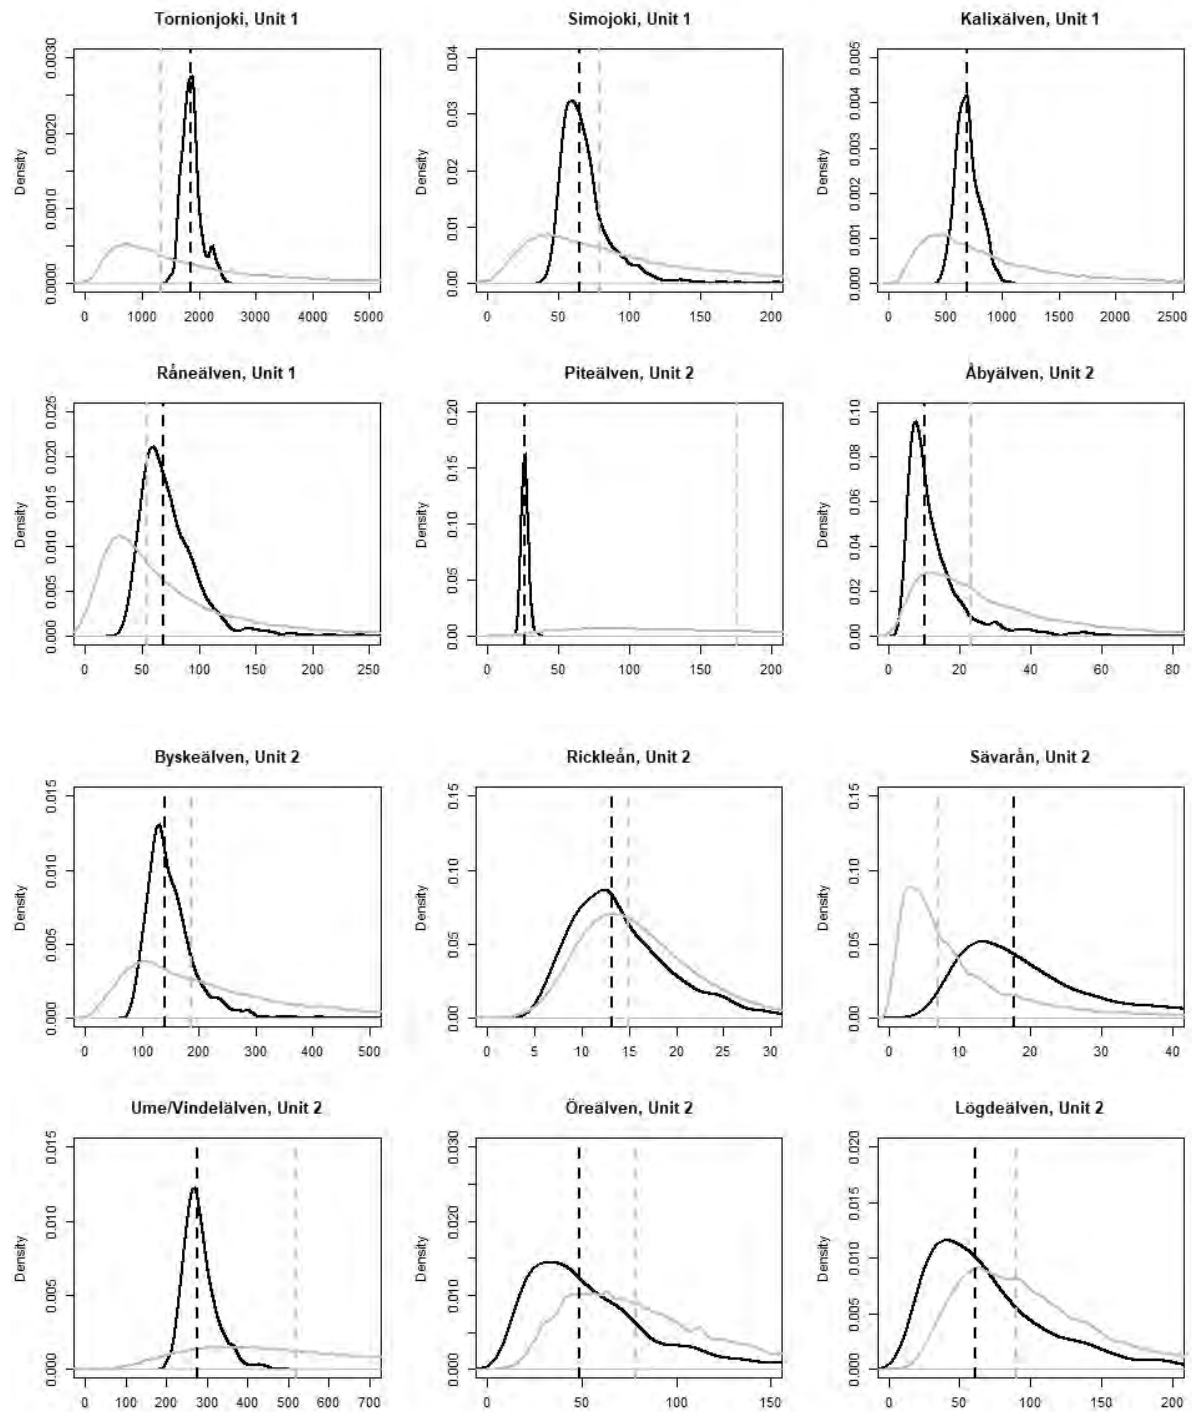 Tornionjoki, Unit 1
Density
0.0000 0.0010 0.0020 0.0030
0 1000 2000 3000 4000 5000
Simojoki, Unit 1
Density
0.00 0.01 0.02 0.03 0.04
0 50 100 150 200
Kalixälven, Unit 1
Density
0.000 0.001 0.002 0.003 0.004 0.005
0 500 1000 1500 2000 2500
Råneälven, Unit 1
Density
0.000 0.005 0.010 0.015 0.020 0.025
0 50 100 150 200 250
Piteälven, Unit 2
Density
0.00 0.05 0.10 0.15 0.20
0 50 100 150 200
Åbyälven, Unit 2
Density
0.00 0.02 0.04 0.06 0.08 0.10
0 20 40 60 80
Byskeälven, Unit 2
Density
0.000 0.005 0.010 0.015
0 100 200 300 400 500
Rickleån, Unit 2
Density
0.00 0.05 0.10 0.15
0 5 10 15 20 25 30
Sävarån, Unit 2
Density
0.00 0.05 0.10 0.15
0 10 20 30 40
Ume/Vindelälven, Unit 2
Density
0.000 0.005 0.010 0.015
0 100 200 300 400 500 600 700
Öreälven, Unit 2
Density
0.000 0.010 0.020 0.030
0 50 100 150
Lögdeälven, Unit 2
Density
0.000 0.005 0.010 0.015 0.020
0 50 100 150 200